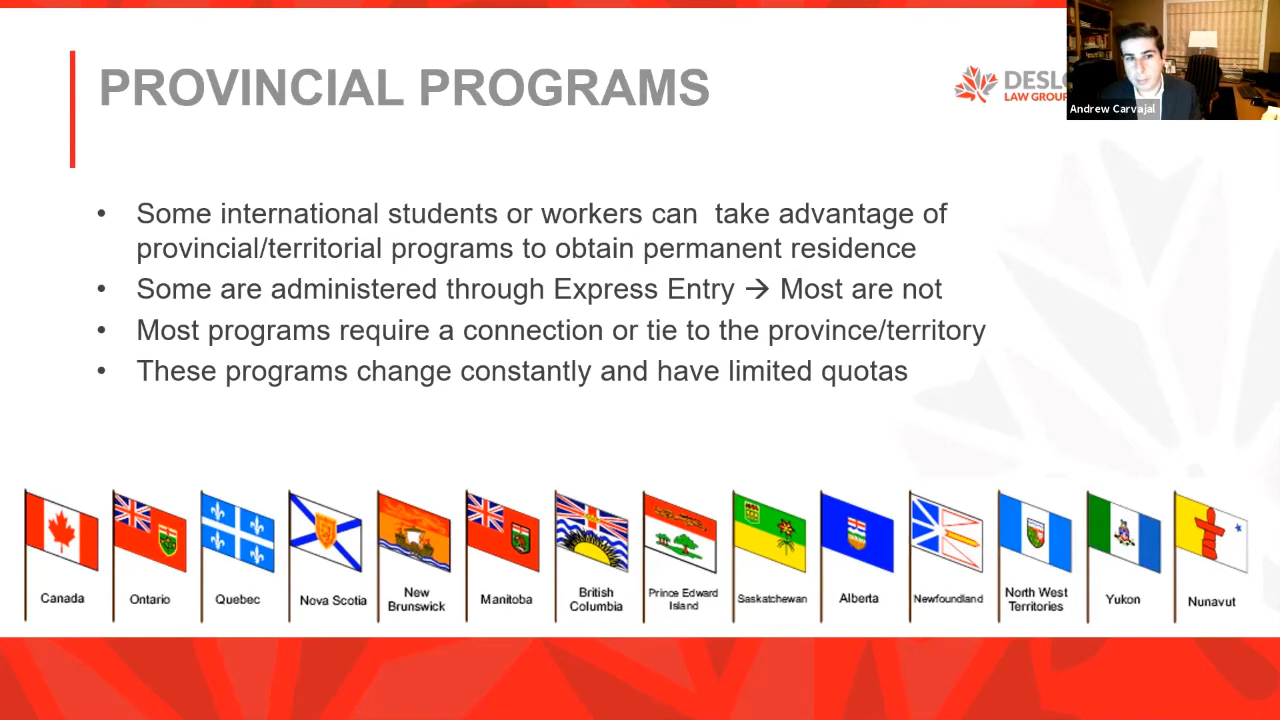 PROVINCIAL PROGRAMS
LAW GROUP
Andrew Carvajal
• Some international students or workers can take advantage of
provincial/territorial programs to obtain permanent residence
• Some are administered through Express Entry → Most are not
• Most programs require a connection or tie to the province/territory
• These programs change constantly and have limited quotas
Canada
Ontario
Quebec
Nova Scotia
New
Brunswick
Manitoba
British
Columbia
Prince Edward
Island
Saskatchewan
Alberta
Newfoundland
North West
Territories
Yukon
Nunavut